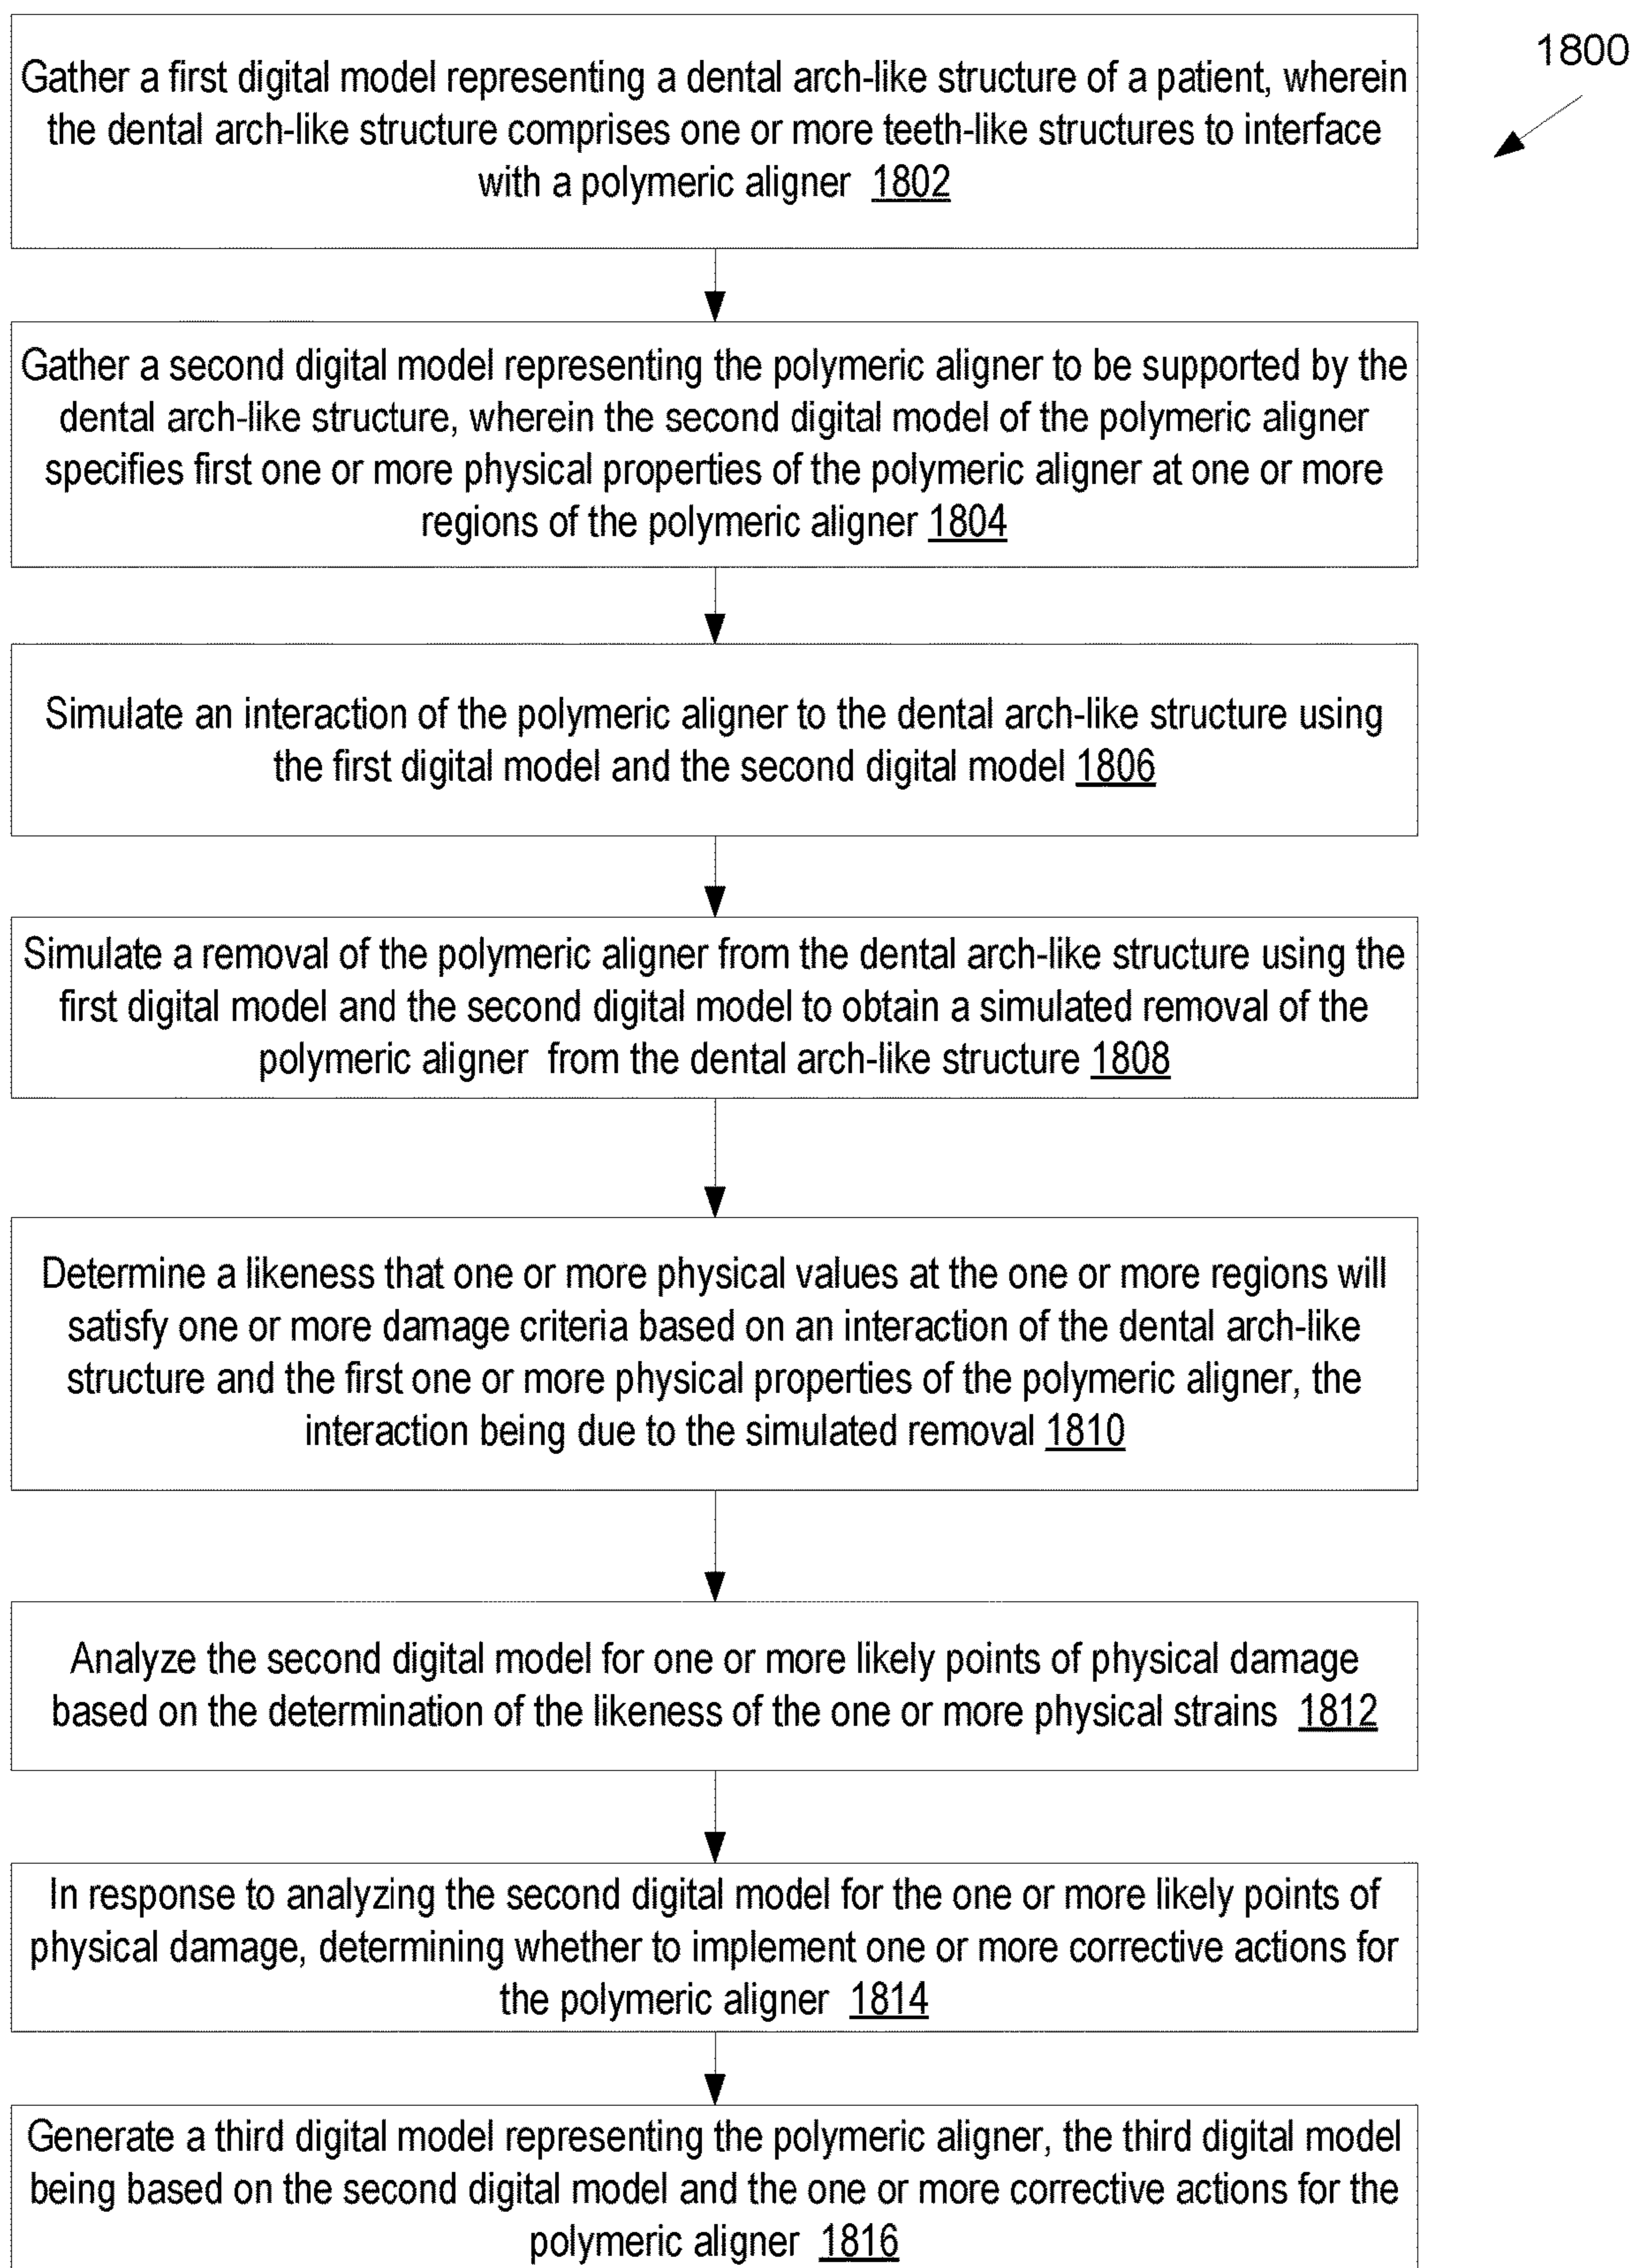 1800
Gather a first digital model representing a dental arch-like structure of a patient, wherein
the dental arch-like structure comprises one or more teeth-like structures to interface
with a polymeric aligner 1802
Gather a second digital model representing the polymeric aligner to be supported by the
dental arch-like structure, wherein the second digital model of the polymeric aligner
specifies first one or more physical properties of the polymeric aligner at one or more
regions of the polymeric aligner 1804
Simulate an interaction of the polymeric aligner to the dental arch-like structure using
the first digital model and the second digital model 1806
Simulate a removal of the polymeric aligner from the dental arch-like structure using the
first digital model and the second digital model to obtain a simulated removal of the
polymeric aligner from the dental arch-like structure 1808
Determine a likeness that one or more physical values at the one or more regions will
satisfy one or more damage criteria based on an interaction of the dental arch-like
structure and the first one or more physical properties of the polymeric aligner, the
interaction being due to the simulated removal 1810
Analyze the second digital model for one or more likely points of physical damage
based on the determination of the likeness of the one or more physical strains 1812
In response to analyzing the second digital model for the one or more likely points of
physical damage, determining whether to implement one or more corrective actions for
the polymeric aligner 1814
Generate a third digital model representing the polymeric aligner, the third digital model
being based on the second digital model and the one or more corrective actions for the
polymeric aligner 1816